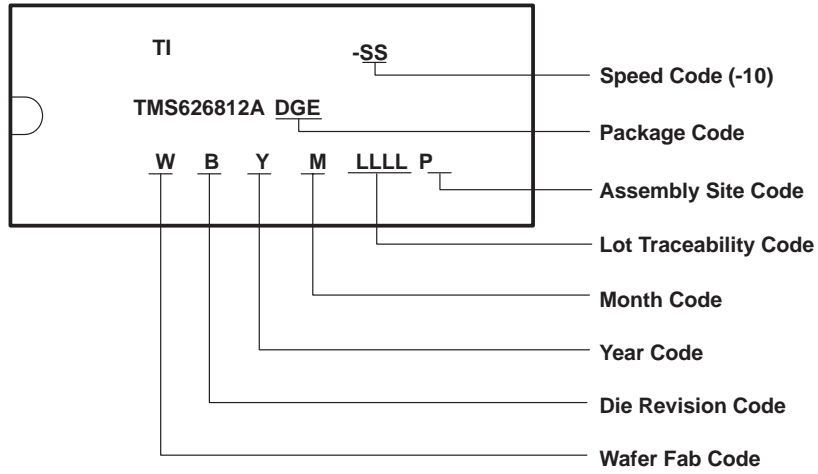 TI -SS
Speed Code (-10)
TMS626812A DGE
Package Code
W B Y M LLLL P
Assembly Site Code
Lot Traceability Code
Month Code
Year Code
Die Revision Code
Wafer Fab Code